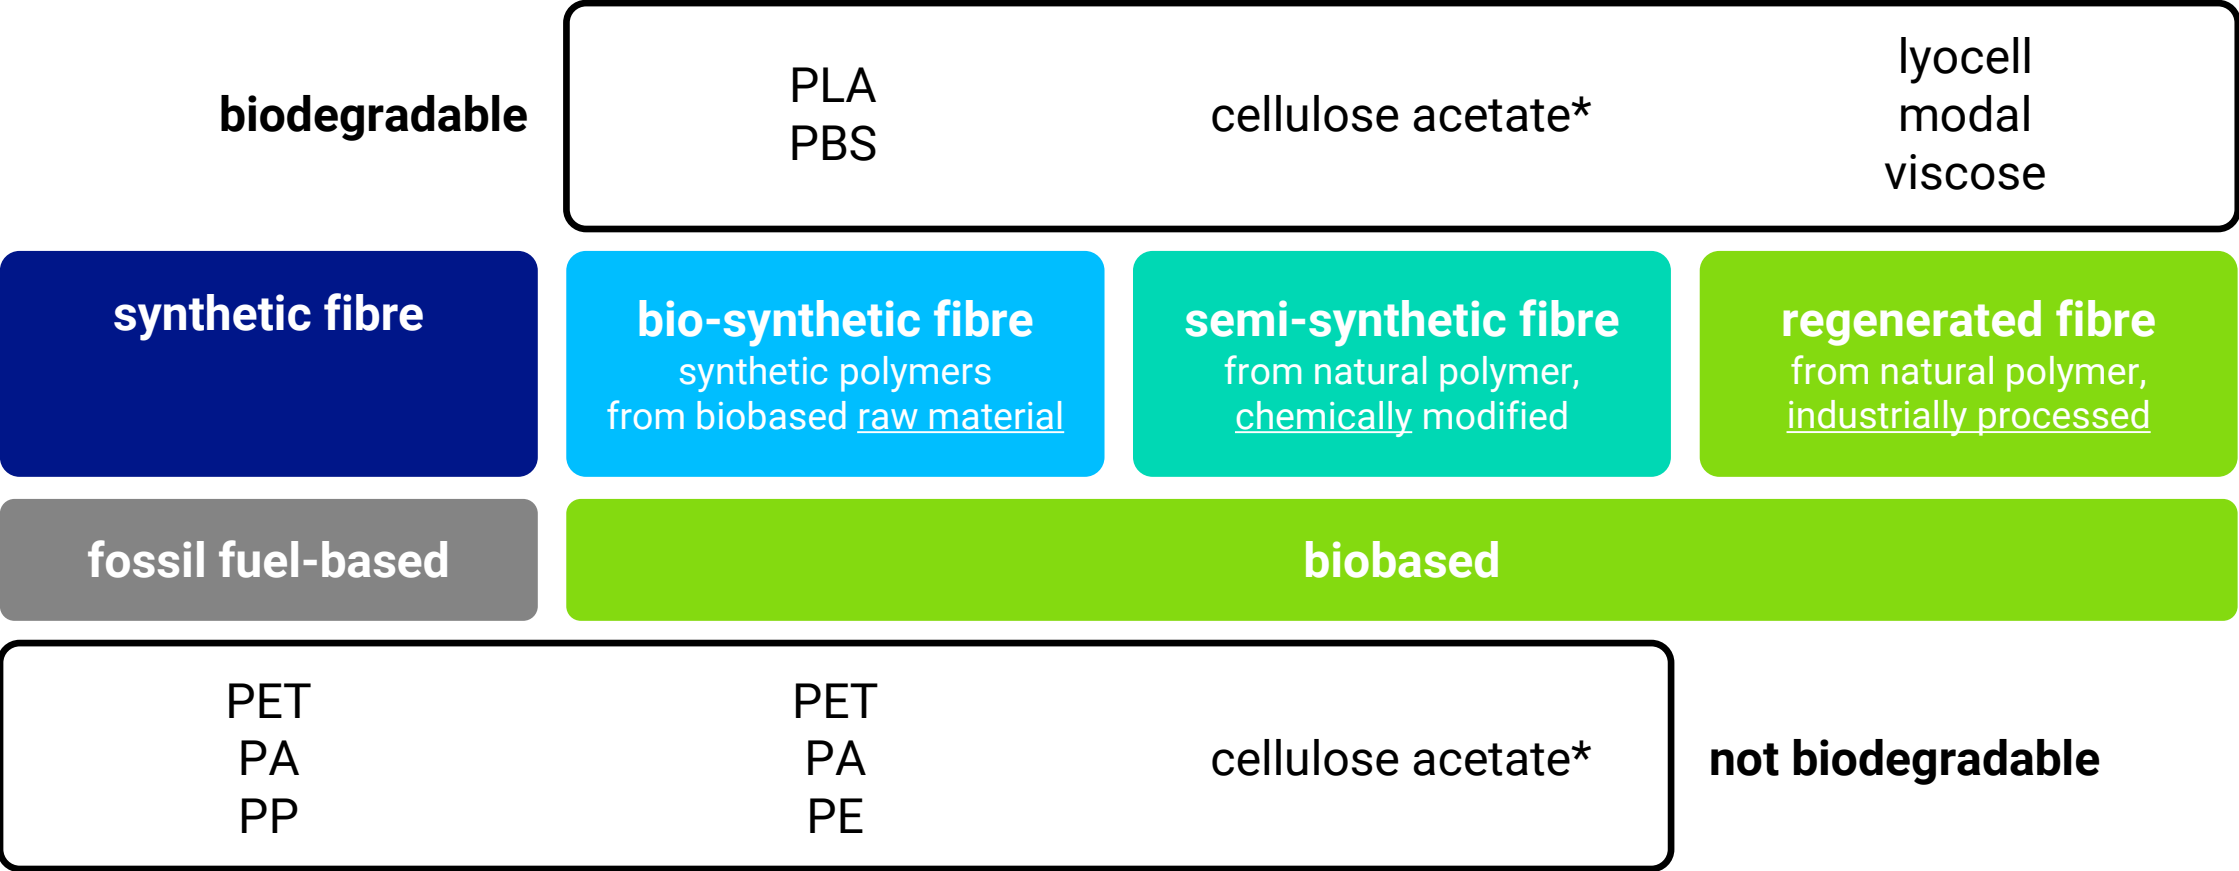 biodegradable
PLA
PBS
cellulose acetate*
lyocell
modal
viscose
synthetic fibre
bio-synthetic fibre
synthetic polymers
from biobased raw material
semi-synthetic fibre
from natural polymer,
chemically modified
regenerated fibre
from natural polymer,
industrially processed
fossil fuel-based
biobased
PET
PA
PP
PET
PA
PE
cellulose acetate*
not biodegradable